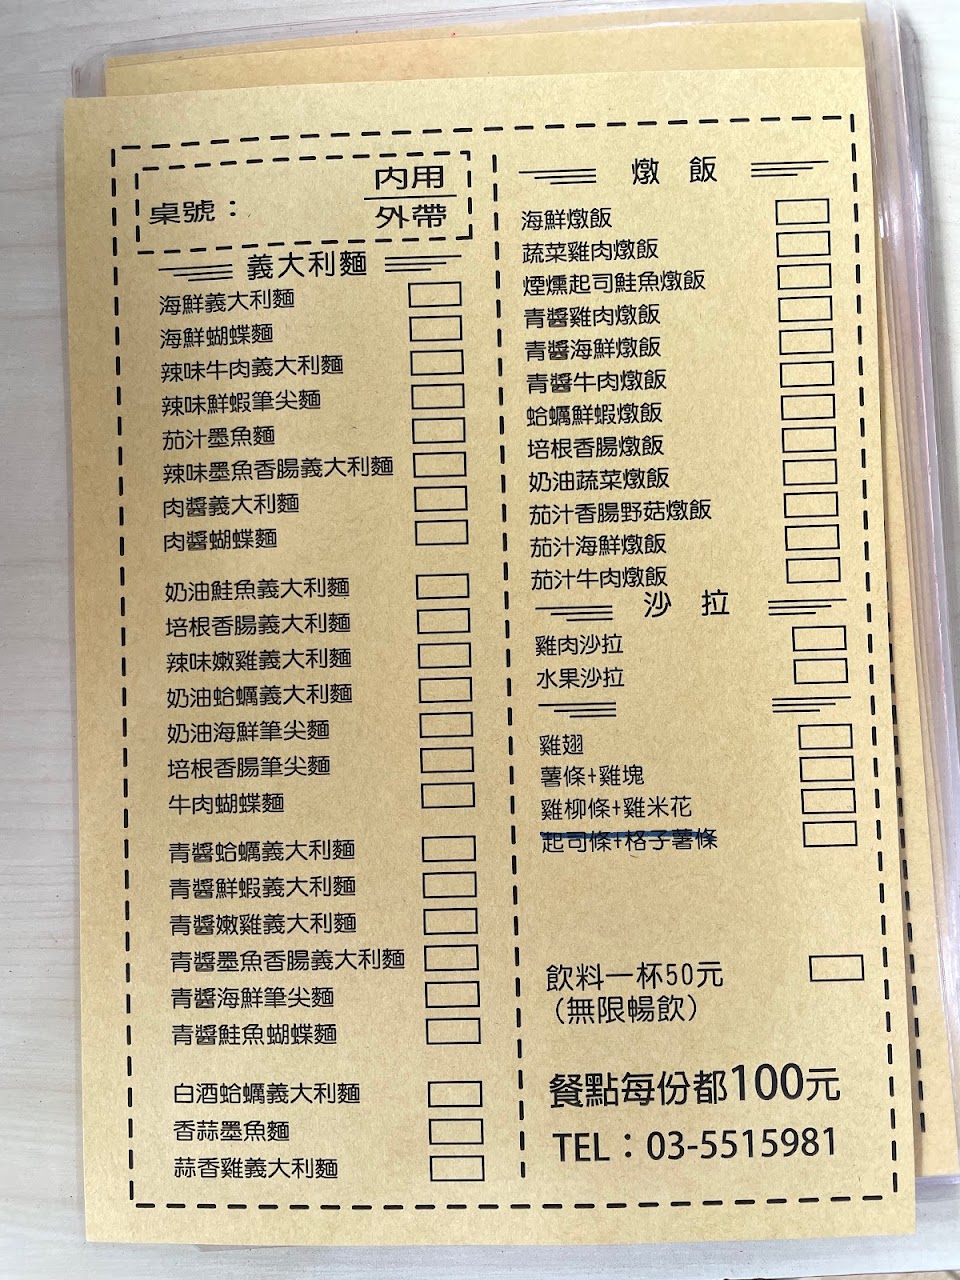 桌號：
內用
外帶
義大利麵
海鮮義大利麵
海鮮蝴蝶麵
辣味牛肉義大利麵
辣味鮮蝦筆尖麵
茄汁墨魚麵
辣味墨魚香腸義大利麵
肉醬義大利麵
肉醬蝴蝶麵
奶油鮭魚義大利麵
培根香腸義大利麵
辣味嫩雞義大利麵
奶油蛤蠣義大利麵
奶油海鮮筆尖麵
培根香腸筆尖麵
牛肉蝴蝶麵
青醬蛤蠣義大利麵
青醬鮮蝦義大利麵
青醬嫩雞義大利麵
青醬墨魚香腸義大利麵
青醬海鮮筆尖麵
青醬鮭魚蝴蝶麵
白酒蛤蠣義大利麵
香蒜墨魚麵
蒜香雞義大利麵
燉 飯
海鮮燉飯
蔬菜雞肉燉飯
煙燻起司鮭魚燉飯
青醬雞肉燉飯
青醬海鮮燉飯
青醬牛肉燉飯
蛤蠣鮮蝦燉飯
培根香腸燉飯
奶油蔬菜燉飯
茄汁香腸野菇燉飯
茄汁海鮮燉飯
茄汁牛肉燉飯
沙 拉
雞肉沙拉
水果沙拉
雞翅
薯條+雞塊
雞柳條+雞米花
起司條+格子薯條
飲料一杯50元
(無限暢飲)
餐點每份都100元
TEL：03-5515981